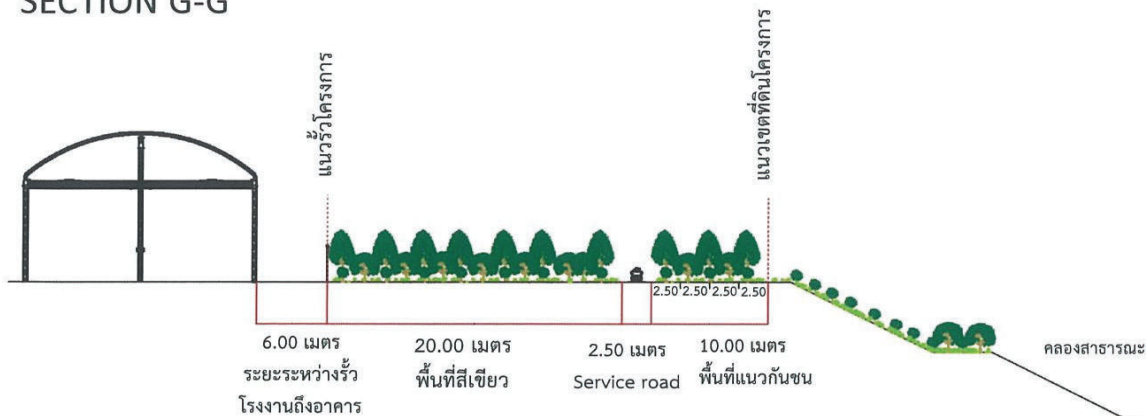 SECTION G-G
แนวรั้วโครงการ
แนวเขตที่ดินโครงการ
2.50 2.50 2.50 2.50
6.00 เมตร
ระยะระหว่างรั้ว
โรงงานถึงอาคาร
20.00 เมตร
พื้นที่สีเขียว
2.50 เมตร
Service road
10.00 เมตร
พื้นที่แนวกันชน
คลองสาธารณะ